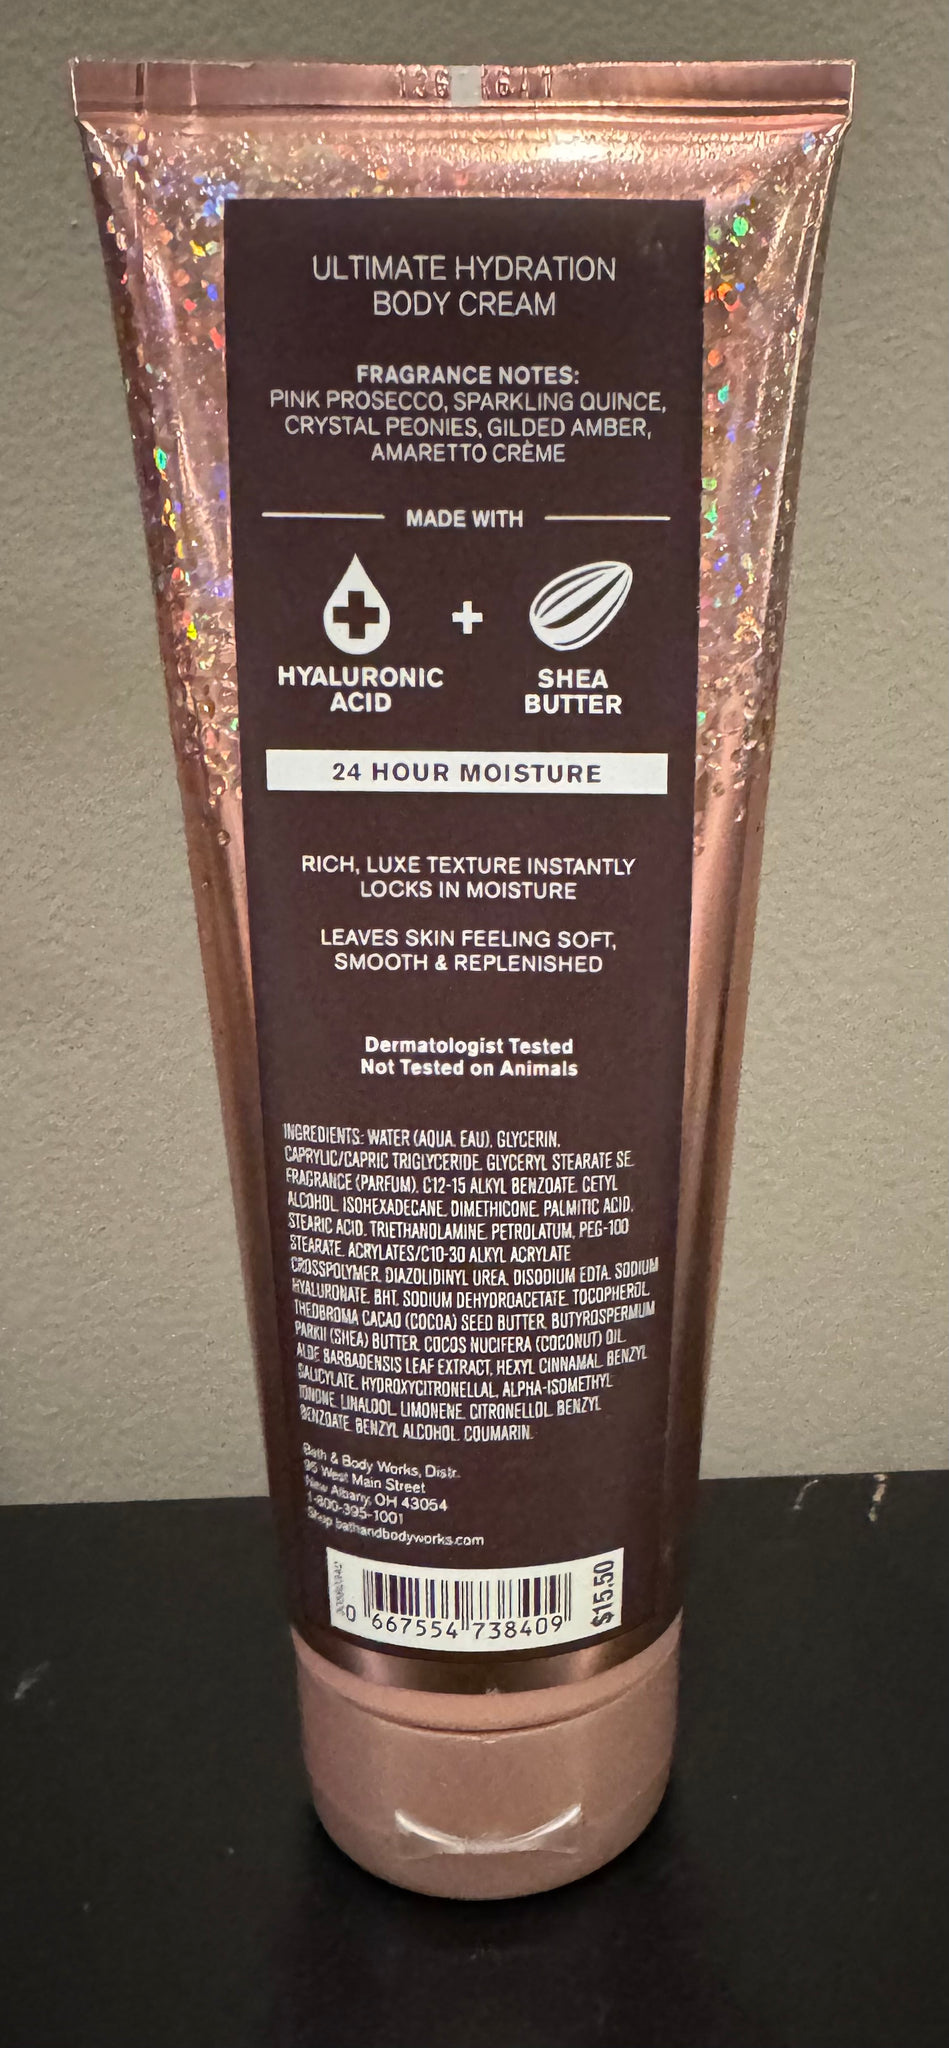 ULTIMATE HYDRATION
BODY CREAM
FRAGRANCE NOTES:
PINK PROSECCO, SPARKLING QUINCE,
CRYSTAL PEONIES, GILDED AMBER,
AMARETTO CRÈME
MADE WITH
HYALURONIC
ACID
+
SHEA
BUTTER
24 HOUR MOISTURE
RICH, LUXE TEXTURE INSTANTLY
LOCKS IN MOISTURE
LEAVES SKIN FEELING SOFT,
SMOOTH & REPLENISHED
Dermatologist Tested
Not Tested on Animals
INGREDIENTS: WATER (AQUA, EAU), GLYCERIN,
CAPRYLIC/CAPRIC TRIGLYCERIDE, GLYCERYL STEARATE SE,
FRAGRANCE (PARFUM), C12-15 ALKYL BENZOATE, CETYL
ALCOHOL, ISOHEXADECANE, DIMETHICONE, PALMITIC ACID,
STEARIC ACID, TRIETHANOLAMINE, PETROLATUM, PEG-100
STEARATE, ACRYLATES/C10-30 ALKYL ACRYLATE
CROSSPOLYMER, DIAZOLIDINYL UREA, DISODIUM EDTA, SODIUM
HYALURONATE, BHT, SODIUM DEHYDROACETATE, TOCOPHEROL,
THEOBROMA CACAO (COCOA) SEED BUTTER, BUTYROSPERMUM
PARKII (SHEA) BUTTER, COCOS NUCIFERA (COCONUT) OIL,
ALOE BARBADENSIS LEAF EXTRACT, HEXYL CINNAMAL, BENZYL
SALICYLATE, HYDROXYCITRONELLAL, ALPHA-ISOMETHYL
IONONE, LINALOOL, LIMONENE, CITRONELLOL, BENZYL
BENZOATE, BENZYL ALCOHOL, COUMARIN.
Bath & Body Works, Distr.
95 West Main Street
New Albany, OH 43054
1-800-395-1001
Shop bathandbodyworks.com
0 667554 738409
$15.50